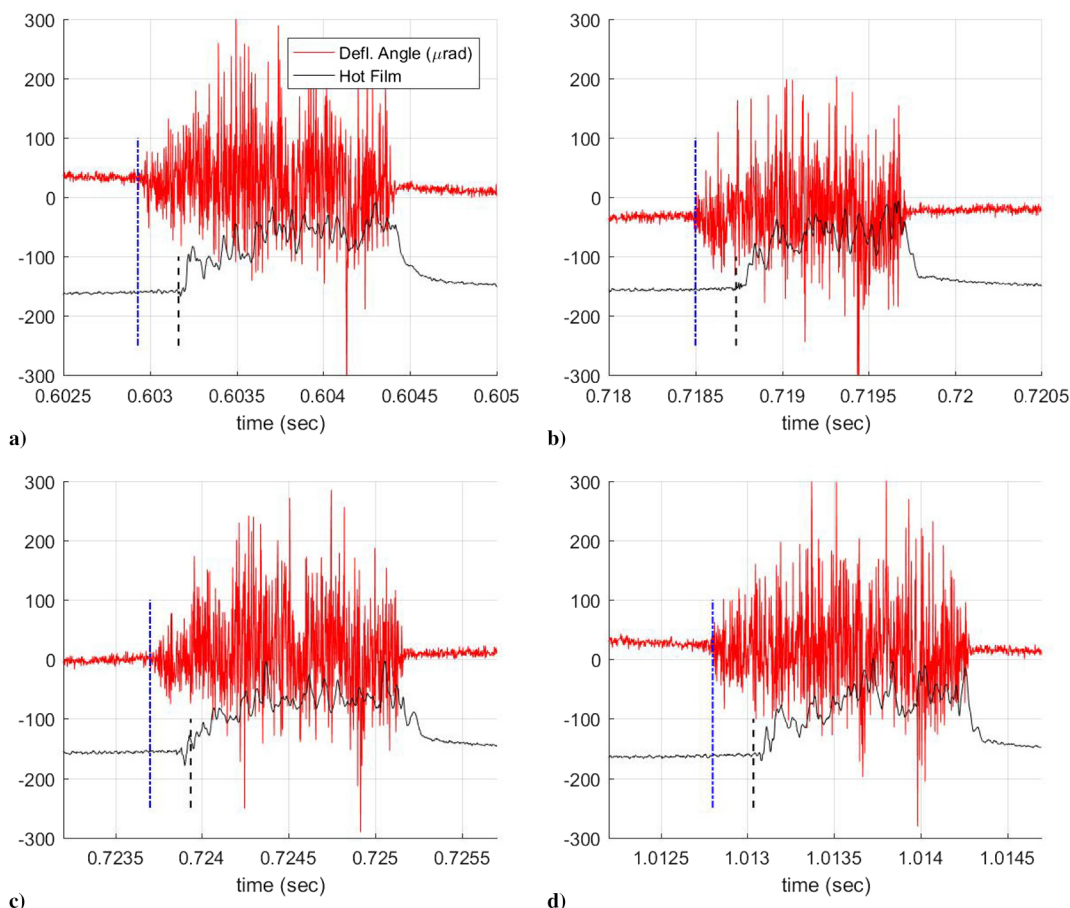 300
200
100
0
-100
-200
-300
Defl. Angle (μrad)
Hot Film
0.6025 0.603 0.6035 0.604 0.6045 0.605
time (sec)
a)
300
200
100
0
-100
-200
-300
0.718 0.7185 0.719 0.7195 0.72 0.7205
time (sec)
b)
300
200
100
0
-100
-200
-300
0.7235 0.724 0.7245 0.725 0.7255
time (sec)
c)
300
200
100
0
-100
-200
-300
1.0125 1.013 1.0135 1.014 1.0145
time (sec)
d)